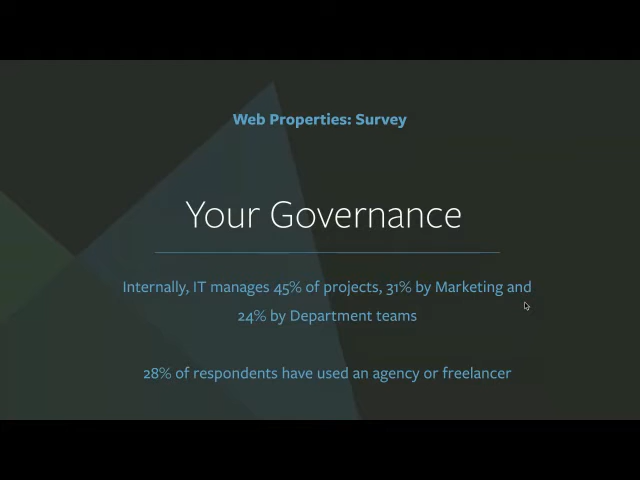 Web Properties: Survey
Your Governance
Internally, IT manages 45% of projects, 31% by Marketing and
24% by Department teams
28% of respondents have used an agency or freelancer